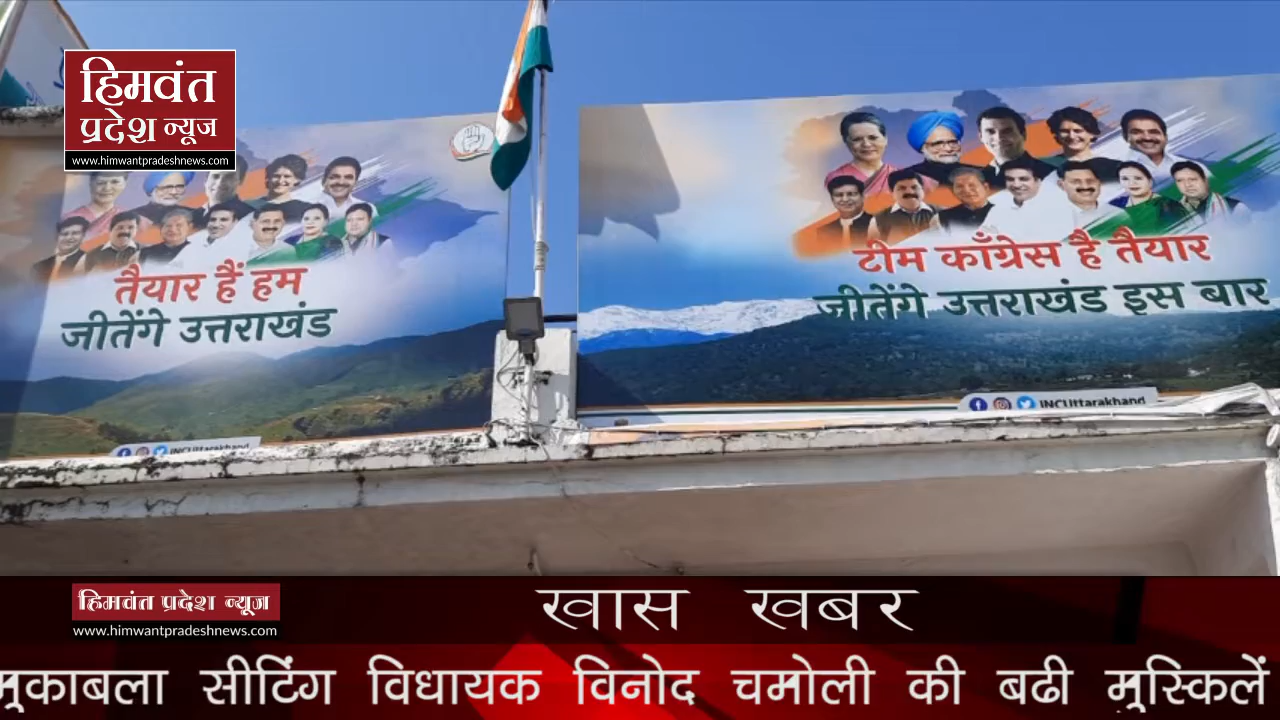 हिमवंत
प्रदेश न्यूज
www.himwantpradeshnews.com
तैयार हैं हम
जीतेंगे उत्तराखंड
INCUttarakhand
टीम काँग्रेस है तैयार
जीतेंगे उत्तराखंड इस बार
INCUttarakhand
हिमवंत प्रदेश न्यूज
www.himwantpradeshnews.com
खास खबर
मुकाबला सीटिंग विधायक विनोद चमोली की बढी मुस्किलें